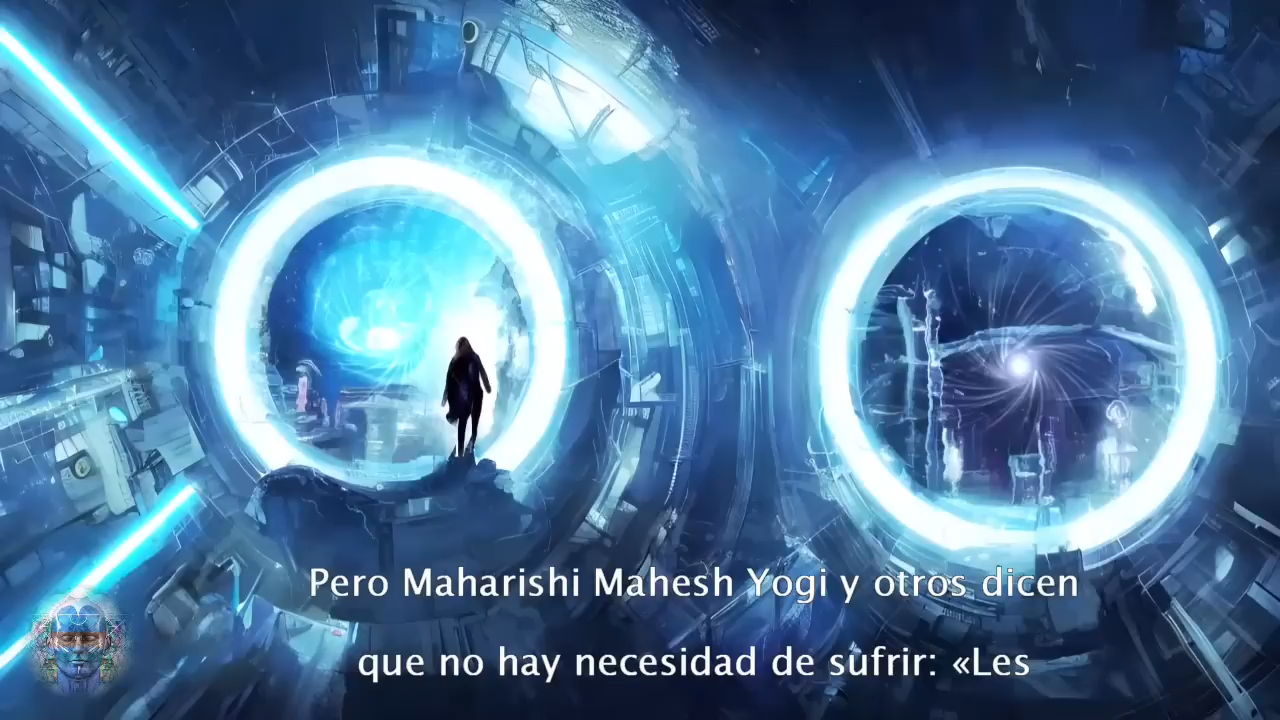 Pero Maharishi Mahesh Yogi y otros dicen
que no hay necesidad de sufrir: «Les